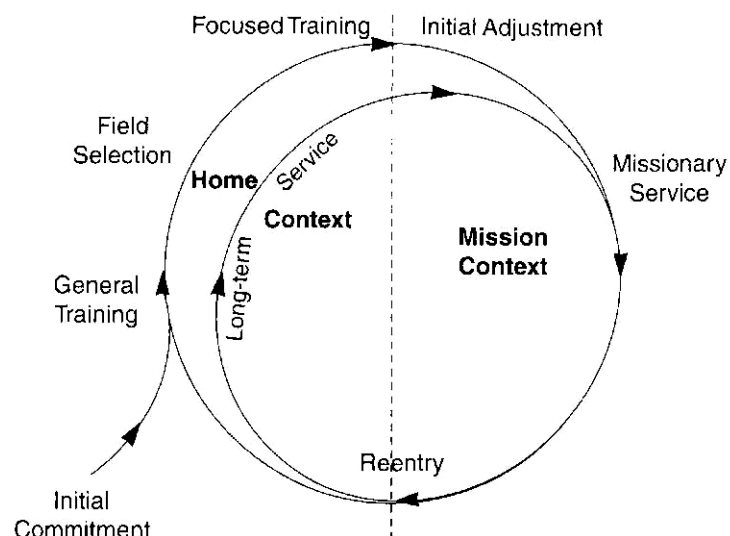 Focused Training
Initial Adjustment
Field
Selection
Service
Missionary
Service
Home
Context
Mission
Context
General
Training
Long-term
Reentry
Initial
Commitment